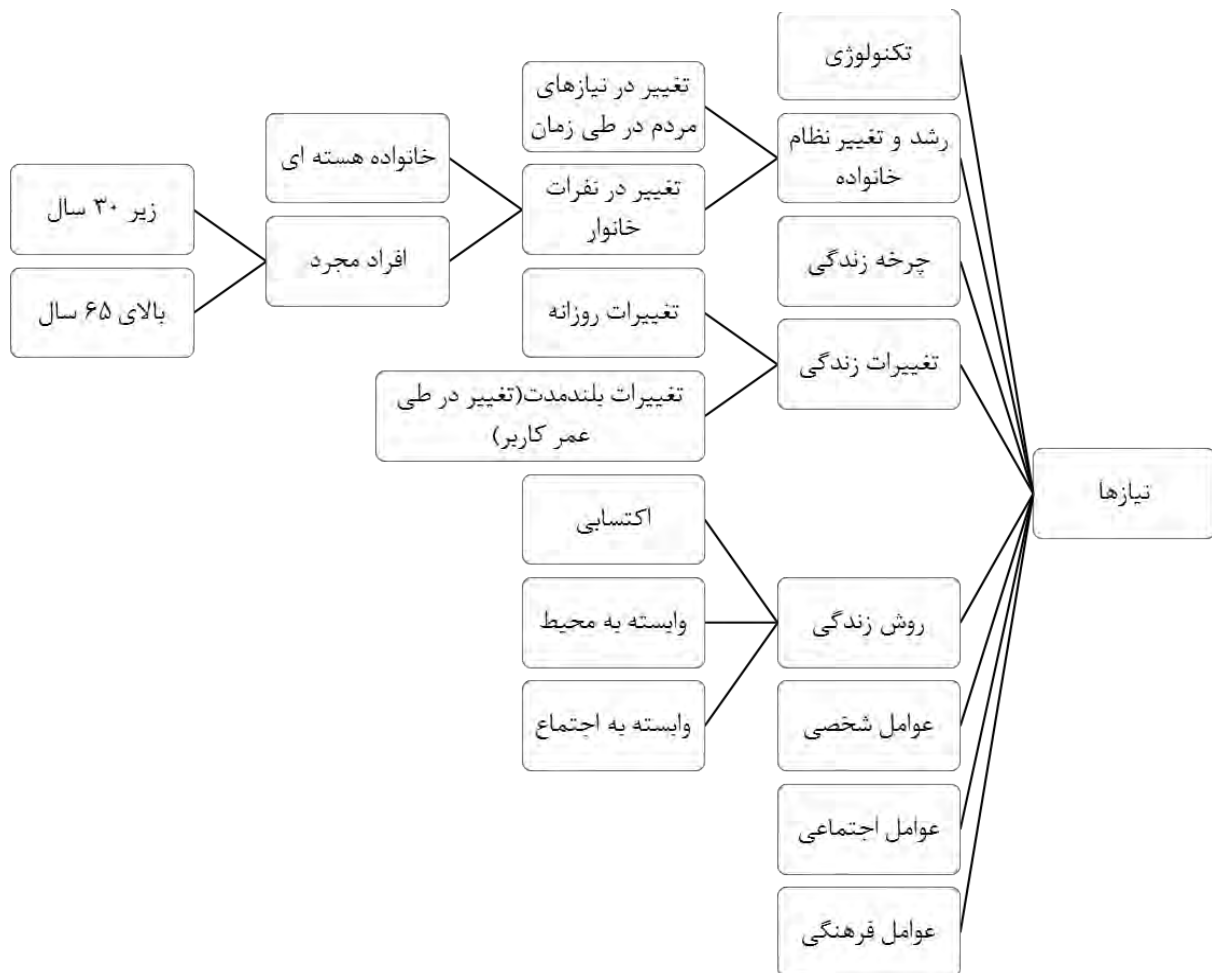 تکنولوژی
تغییر در نیازهای
مردم در طی زمان
رشد و تغییر نظام
خانواده
خانواده هسته ای
زیر ۳۰ سال
تغییر در نفرات
خانوار
افراد مجرد
چرخه زندگی
بالای ۶۵ سال
تغییرات روزانه
تغییرات زندگی
تغییرات بلندمدت(تغییر در طی
عمر کاربر)
نیازها
اکتسابی
روش زندگی
وابسته به محیط
وابسته به اجتماع
عوامل شخصی
عوامل اجتماعی
عوامل فرهنگی